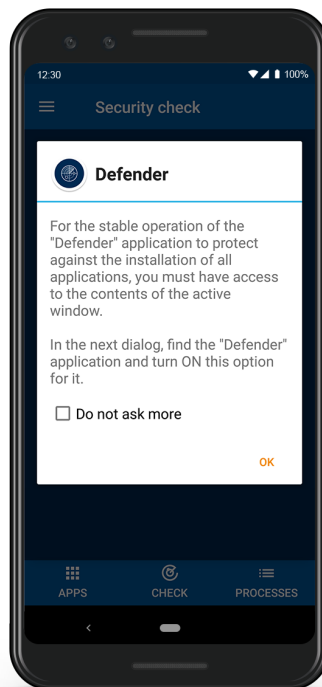 12:30
100%
Security check
Defender
For the stable operation of the
"Defender" application to protect
against the installation of all
applications, you must have access
to the contents of the active
window.
In the next dialog, find the "Defender"
application and turn ON this option
for it.
Do not ask more
OK
APPS
CHECK
PROCESSES